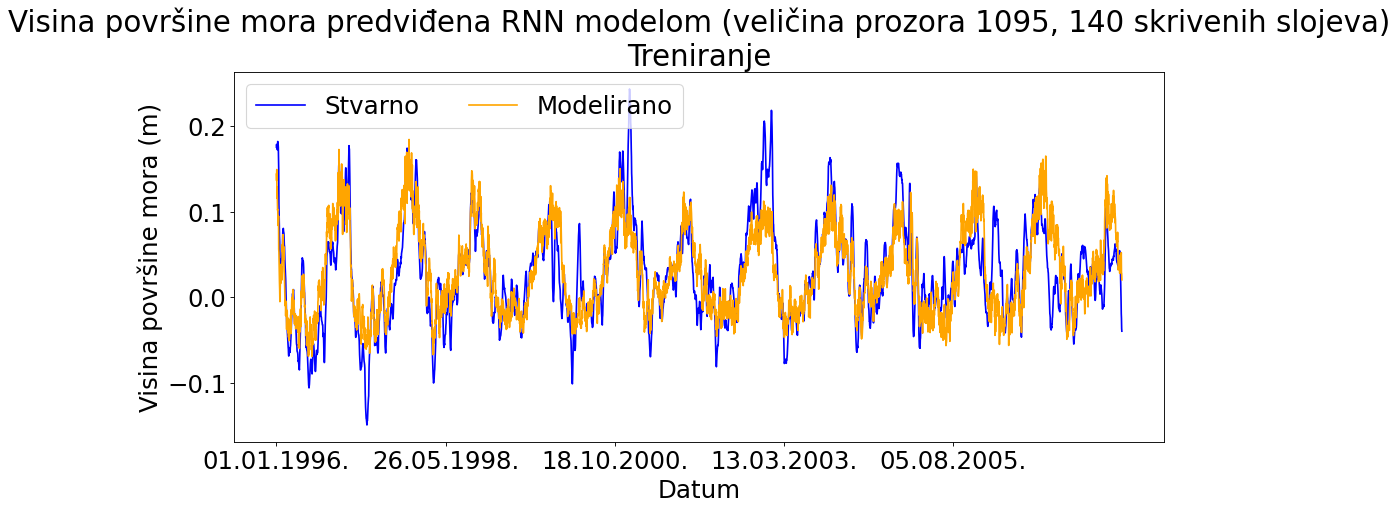 Visina površine mora predviđena RNN modelom (veličina prozora 1095, 140 skrivenih slojeva)
Treniranje
Stvarno
Modelirano
Visina površine mora (m)
0.2
0.1
0.0
−0.1
01.01.1996.
26.05.1998.
18.10.2000.
13.03.2003.
05.08.2005.
Datum